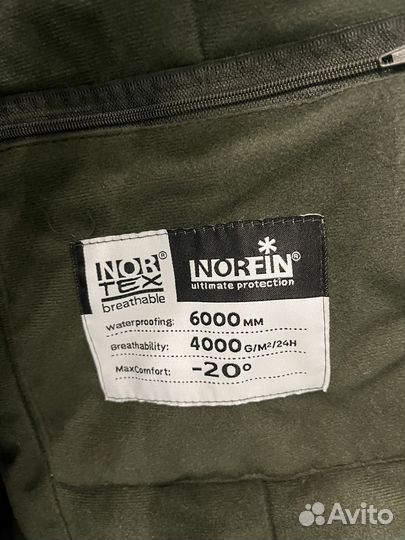 NOR®
TEX
breathable
NORFIN®
ultimate protection
Waterproofing: 6000 MM
Breathability: 4000 G/M²/24H
MaxComfort: -20°
Avito